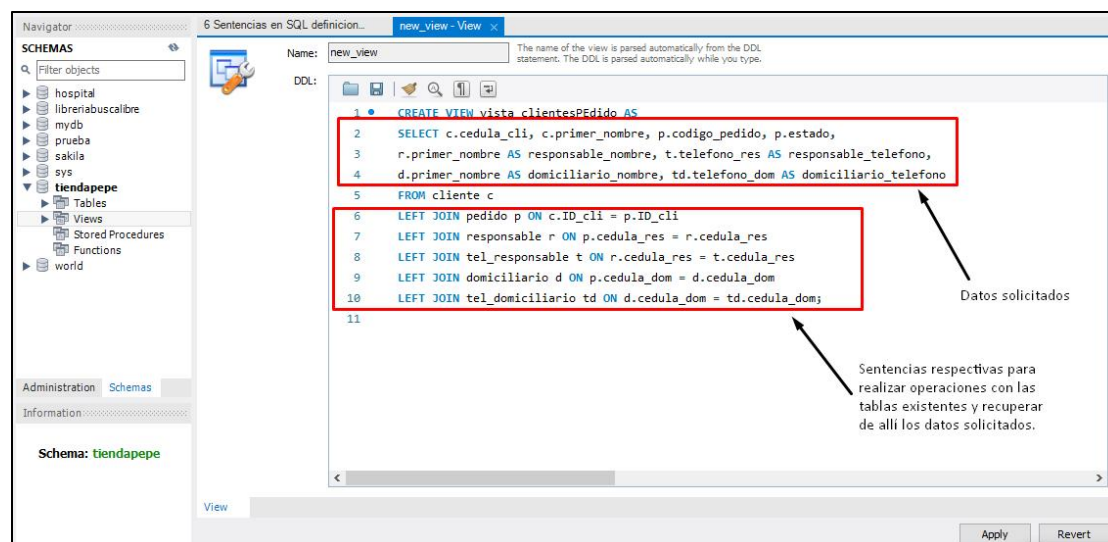 Navigator
SCHEMAS
Filter objects
hospital
libreriabuscalibre
mydb
prueba
sakila
sys
tiendapepe
Tables
Views
Stored Procedures
Functions
world
Administration Schemas
Information
Schema: tiendapepe
6 Sentencias en SQL definicion...
new_view - View ×
Name: new_view
The name of the view is parsed automatically from the DDL
statement. The DDL is parsed automatically while you type.
DDL:
1 CREATE VIEW vista_clientesPEdido AS
2 SELECT c.cedula_cli, c.primer_nombre, p.codigo_pedido, p.estado,
3 r.primer_nombre AS responsable_nombre, t.telefono_res AS responsable_telefono,
4 d.primer_nombre AS domiciliario_nombre, td.telefono_dom AS domiciliario_telefono
5 FROM cliente c
6 LEFT JOIN pedido p ON c.ID_cli = p.ID_cli
7 LEFT JOIN responsable r ON p.cedula_res = r.cedula_res
8 LEFT JOIN tel_responsable t ON r.cedula_res = t.cedula_res
9 LEFT JOIN domiciliario d ON p.cedula_dom = d.cedula_dom
10 LEFT JOIN tel_domiciliario td ON d.cedula_dom = td.cedula_dom;
11
Datos solicitados
Sentencias respectivas para
realizar operaciones con las
tablas existentes y recuperar
de allí los datos solicitados.
View
Apply Revert